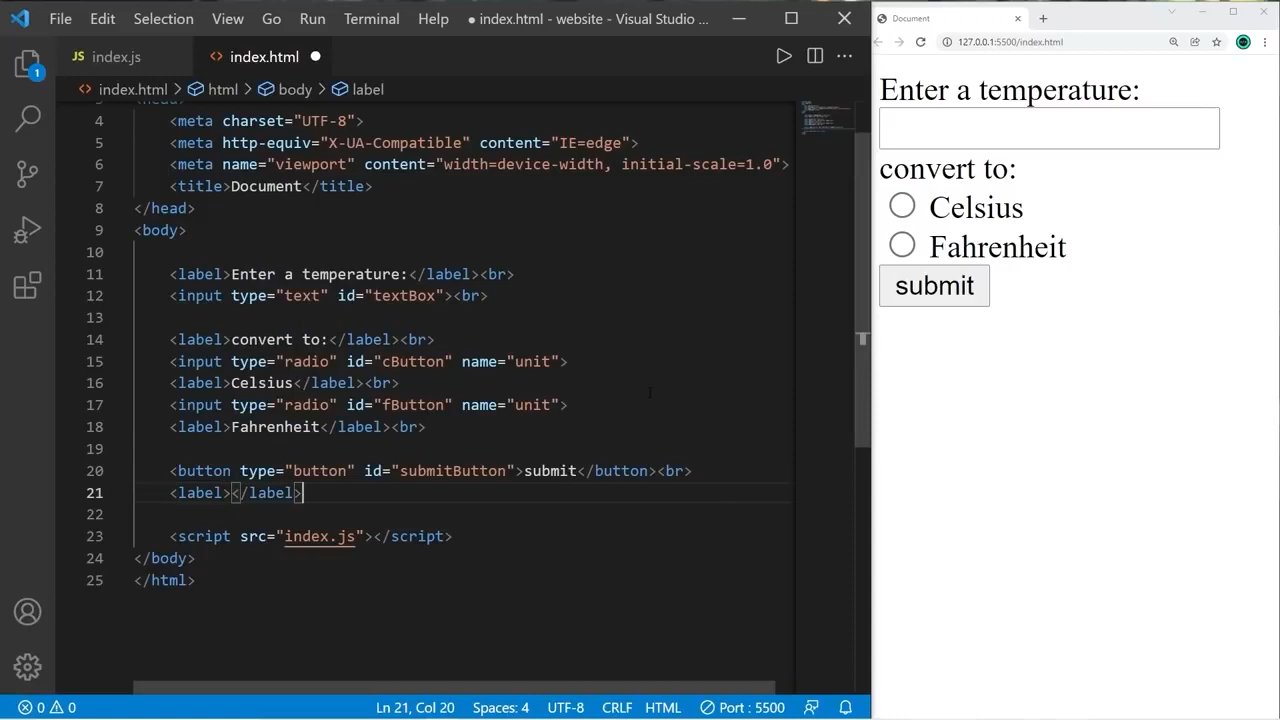 File Edit Selection View Go Run Terminal Help ● index.html - website - Visual Studio ...
JS index.js <> index.html ●
<> index.html > html > body > label
1
3 <head>
4 <meta charset="UTF-8">
5 <meta http-equiv="X-UA-Compatible" content="IE=edge">
6 <meta name="viewport" content="width=device-width, initial-scale=1.0">
7 <title>Document</title>
8 </head>
9 <body>
10
11 <label>Enter a temperature:</label><br>
12 <input type="text" id="textBox"><br>
13
14 <label>convert to:</label><br>
15 <input type="radio" id="cButton" name="unit">
16 <label>Celsius</label><br>
17 <input type="radio" id="fButton" name="unit">
18 <label>Fahrenheit</label><br>
19
20 <button type="button" id="submitButton">submit</button><br>
21 <label></label>
22
23 <script src="index.js"></script>
24 </body>
25 </html>
0 0 Ln 21, Col 20 Spaces: 4 UTF-8 CRLF HTML Port : 5500
Document
127.0.0.1:5500/index.html
Enter a temperature:
convert to:
Celsius
Fahrenheit
submit